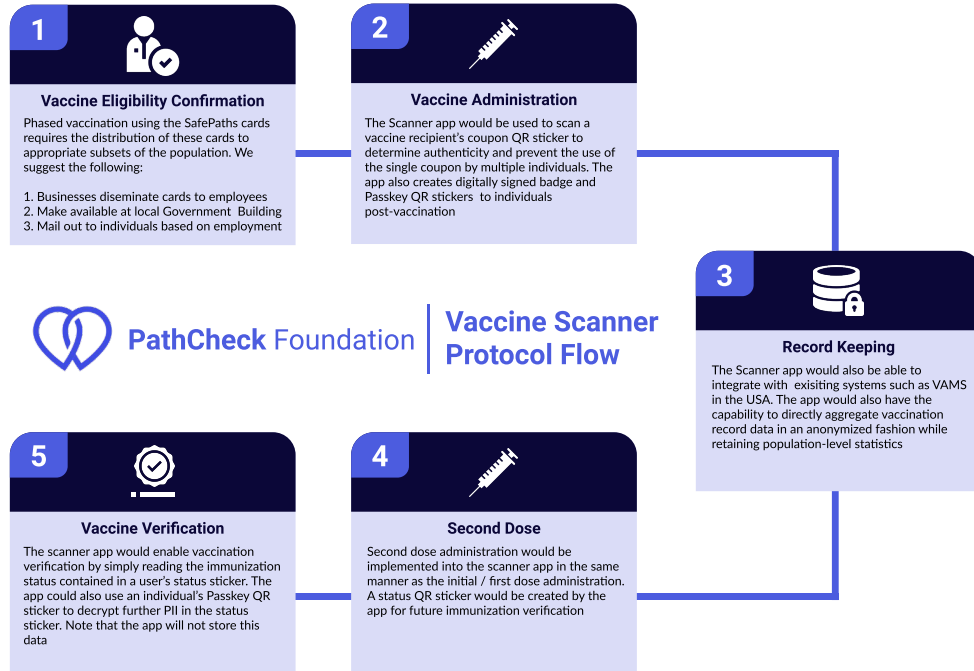 1
Vaccine Eligibility Confirmation
Phased vaccination using the SafePaths cards
requires the distribution of these cards to
appropriate subsets of the population. We
suggest the following:
1. Businesses diseminate cards to employees
2. Make available at local Government  Building
3. Mail out to individuals based on employment
2
Vaccine Administration
The Scanner app would be used to scan a
vaccine recipient's coupon QR sticker to
determine authenticity and prevent the use of
the single coupon by multiple individuals. The
app also creates digitally signed badge and
Passkey QR stickers  to individuals
post-vaccination
PathCheck Foundation
Vaccine Scanner
Protocol Flow
3
Record Keeping
The Scanner app would also be able to
integrate with  exisiting systems such as VAMS
in the USA. The app would also have the
capability to directly aggregate vaccination
record data in an anonymized fashion while
retaining population-level statistics
4
Second Dose
Second dose administration would be
implemented into the scanner app in the same
manner as the initial / first dose administration.
A status QR sticker would be created by the
app for future immunization verification
5
Vaccine Verification
The scanner app would enable vaccination
verification by simply reading the immunization
status contained in a user's status sticker. The
app could also use an individual's Passkey QR
sticker to decrypt further PII in the status
sticker. Note that the app will not store this
data